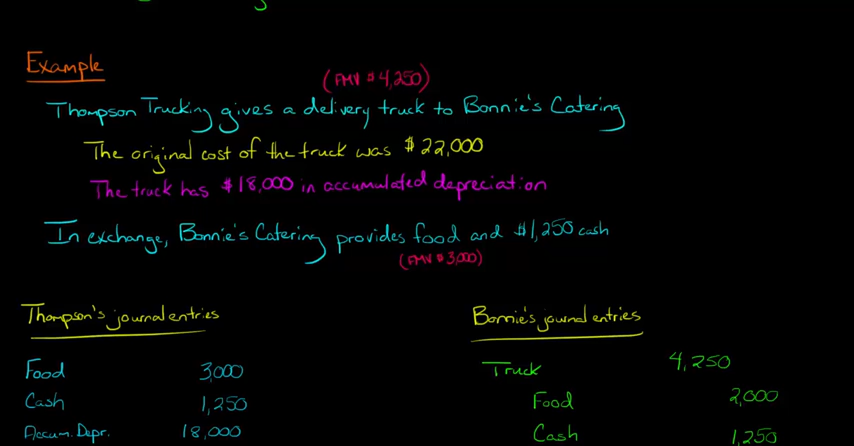 Example
(FMV $4,250)
Thompson Trucking gives a delivery truck to Bonnie's Catering
The original cost of the truck was $22,000
The truck has $18,000 in accumulated depreciation
In exchange, Bonnie's Catering provides food and $1,250 cash
(FMV $3,000)
Thompson's journal entries
Food 3,000
Cash 1,250
Accum. Depr. 18,000
Bonnie's journal entries
Truck 4,250
Food 2,000
Cash 1,250